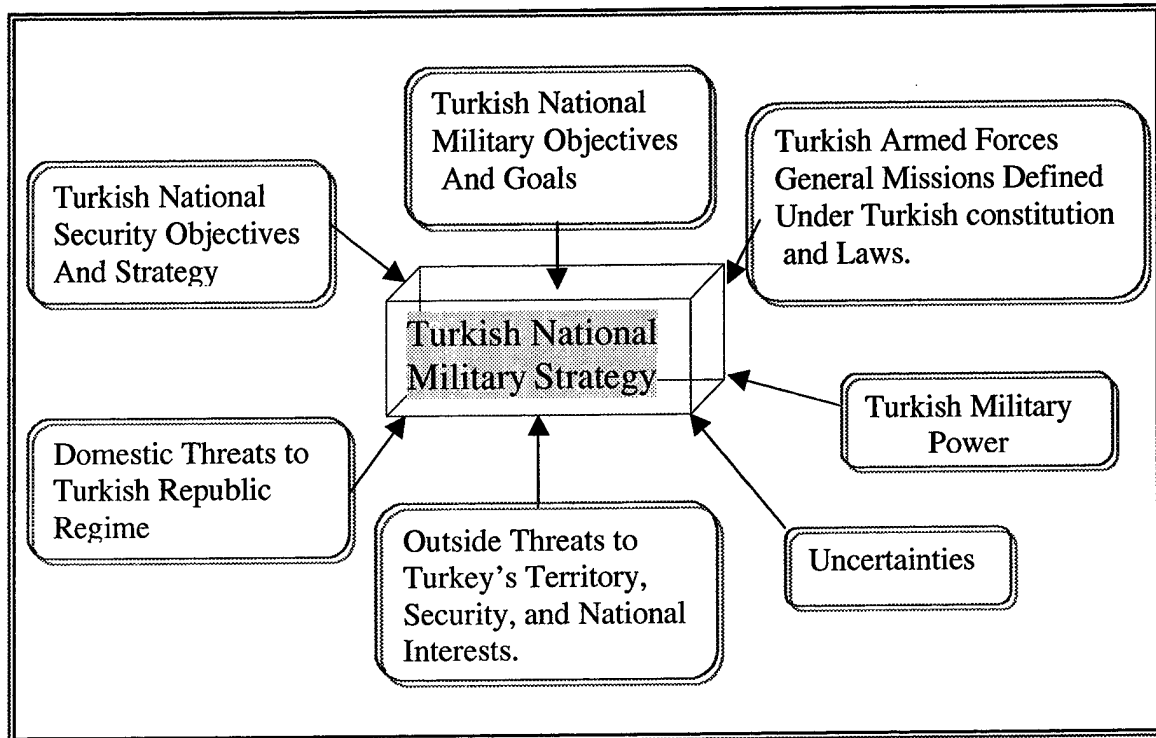 Turkish National
Military Objectives
And Goals
Turkish Armed Forces
General Missions Defined
Under Turkish constitution
and Laws.
Turkish National
Security Objectives
And Strategy
Turkish National
Military Strategy
Turkish Military
Power
Domestic Threats to
Turkish Republic
Regime
Outside Threats to
Turkey's Territory,
Security, and National
Interests.
Uncertainties